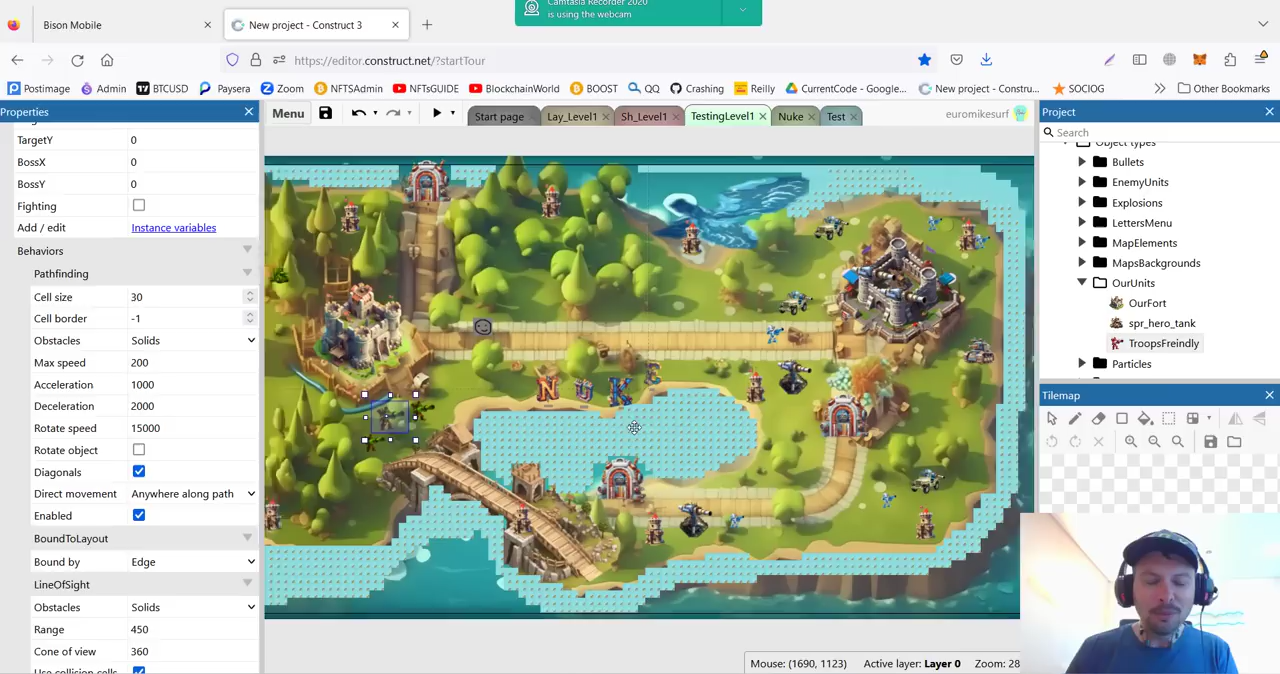 Camtasia Recorder 2020
is using the webcam
Bison Mobile
New project - Construct 3
https://editor.construct.net/?startTour
Postimage
Admin
BTCUSD
Paysera
Zoom
NFTSAdmin
NFTsGUIDE
BlockchainWorld
BOOST
QQ
Crashing
Reilly
CurrentCode - Google...
New project - Constru...
SOCIOG
Other Bookmarks
Properties
Menu
Start page
Lay_Level1
Sh_Level1
TestingLevel1
Nuke
Test
euromikesurf
Project
Search
TargetY 0
BossX 0
BossY 0
Fighting
Add / edit Instance variables
Behaviors
Pathfinding
Cell size 30
Cell border -1
Obstacles Solids
Max speed 200
Acceleration 1000
Deceleration 2000
Rotate speed 15000
Rotate object
Diagonals
Direct movement Anywhere along path
Enabled
BoundToLayout
Bound by Edge
LineOfSight
Obstacles Solids
Range 450
Cone of view 360
Use collision cells
NUKE
Mouse: (1690, 1123)
Active layer: Layer 0
Zoom: 28
Object types
Bullets
EnemyUnits
Explosions
LettersMenu
MapElements
MapsBackgrounds
OurUnits
OurFort
spr_hero_tank
TroopsFreindly
Particles
Tilemap